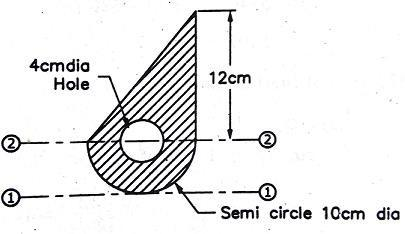 4cmdia
Hole
12cm
2
2
1
1
Semi circle 10cm dia